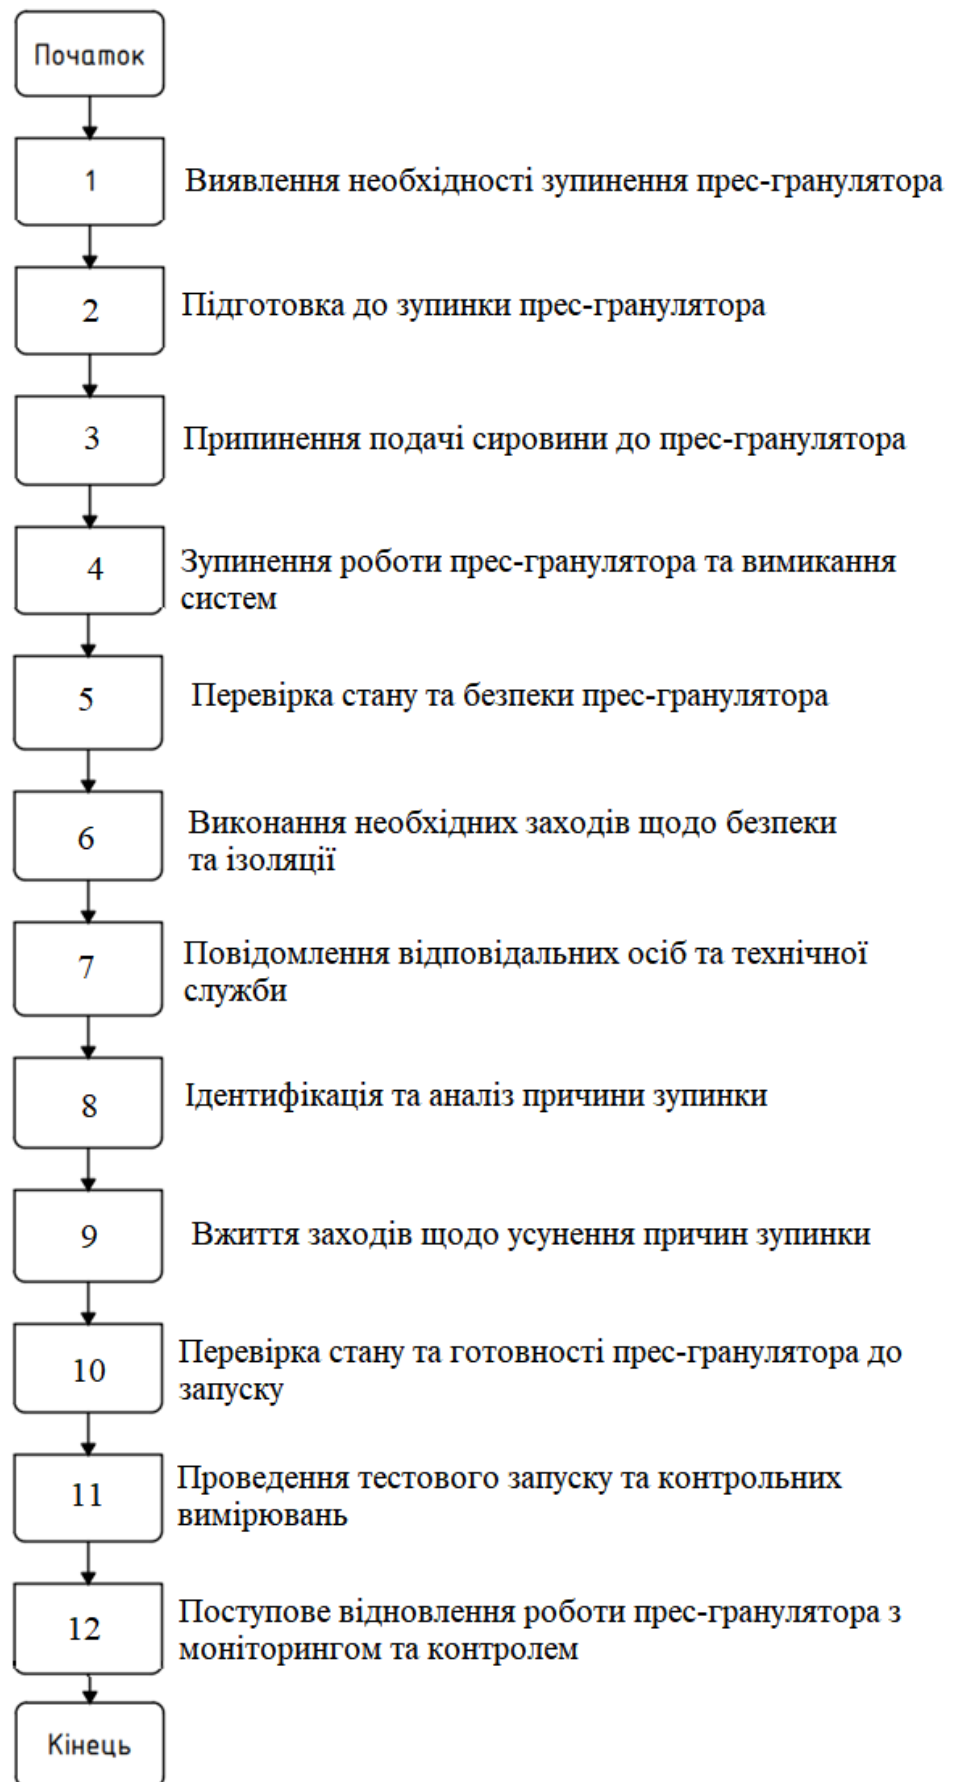 Початок
1
Виявлення необхідності зупинення прес-гранулятора
2
Підготовка до зупинки прес-гранулятора
3
Припинення подачі сировини до прес-гранулятора
4
Зупинення роботи прес-гранулятора та вимикання
систем
5
Перевірка стану та безпеки прес-гранулятора
6
Виконання необхідних заходів щодо безпеки
та ізоляції
7
Повідомлення відповідальних осіб та технічної
служби
8
Ідентифікація та аналіз причини зупинки
9
Вжиття заходів щодо усунення причин зупинки
10
Перевірка стану та готовності прес-гранулятора до
запуску
11
Проведення тестового запуску та контрольних
вимірювань
12
Поступове відновлення роботи прес-гранулятора з
моніторингом та контролем
Кінець